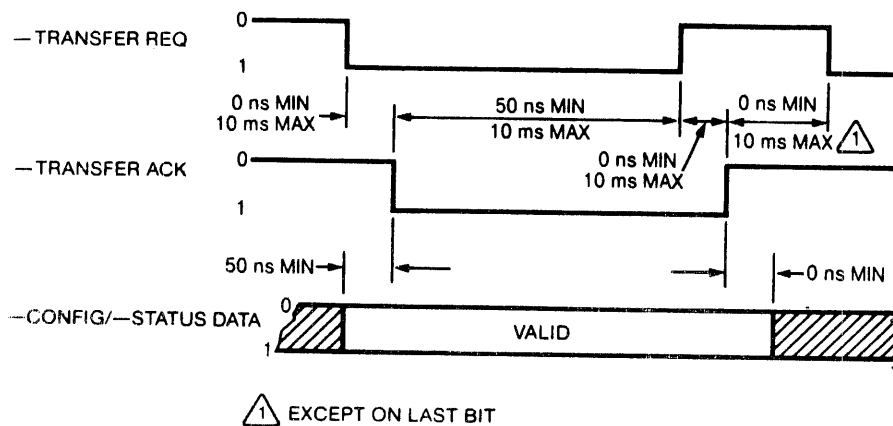 0
—TRANSFER REQ
1
0 ns MIN
10 ms MAX
50 ns MIN
10 ms MAX
0 ns MIN
10 ms MAX
0 ns MIN
10 ms MAX 1
0
—TRANSFER ACK
1
50 ns MIN
0 ns MIN
0
—CONFIG/—STATUS DATA
VALID
1
1 EXCEPT ON LAST BIT